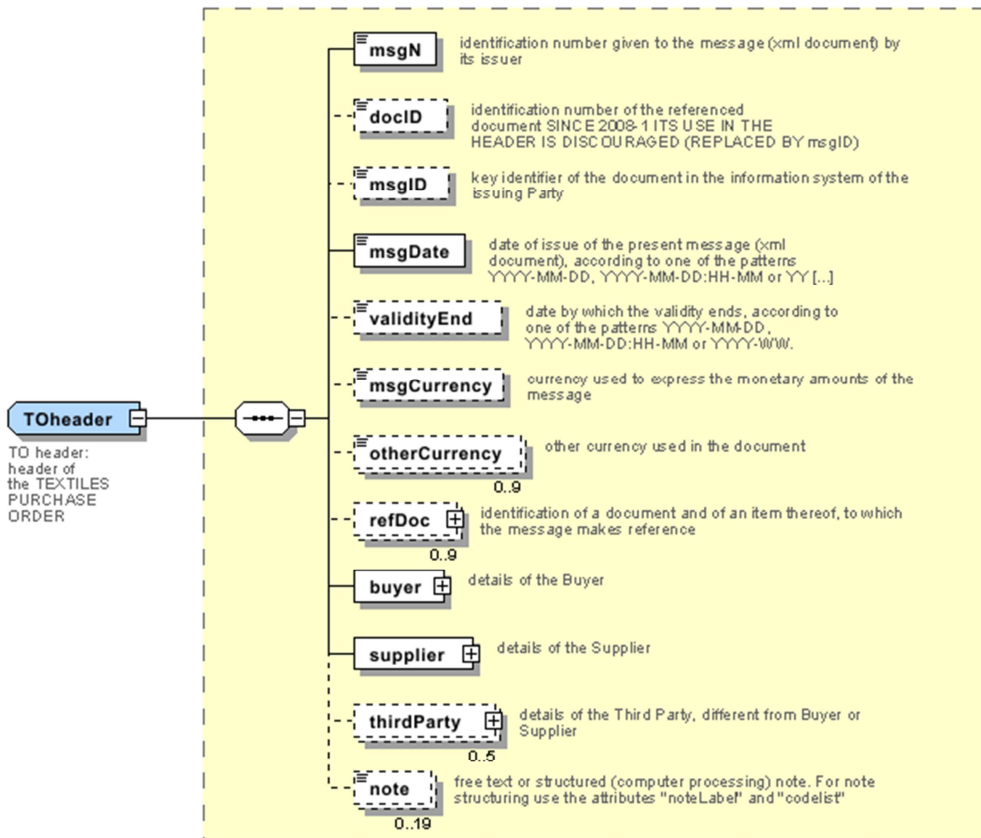 msgN
identification number given to the message (xml document) by
its issuer
docID
identification number of the referenced
document SINCE 2008-1 ITS USE IN THE
HEADER IS DISCOURAGED (REPLACED BY msgID)
msgID
key identifier of the document in the information system of the
issuing Party
msgDate
date of issue of the present message (xml
document), according to one of the patterns
YYYY-MM-DD, YYYY-MM-DD:HH-MM or YY [...]
validityEnd
date by which the validity ends, according to
one of the patterns YYYY-MM-DD,
YYYY-MM-DD:HH-MM or YYYY-WW.
msgCurrency
currency used to express the monetary amounts of the
message
TOheader
TO header:
header of
the TEXTILES
PURCHASE
ORDER
otherCurrency
other currency used in the document
0..9
refDoc
identification of a document and of an item thereof, to which
the message makes reference
0..9
buyer
details of the Buyer
supplier
details of the Supplier
thirdParty
details of the Third Party, different from Buyer or
Supplier
0..5
note
free text or structured (computer processing) note. For note
structuring use the attributes "noteLabel" and "codelist"
0..19